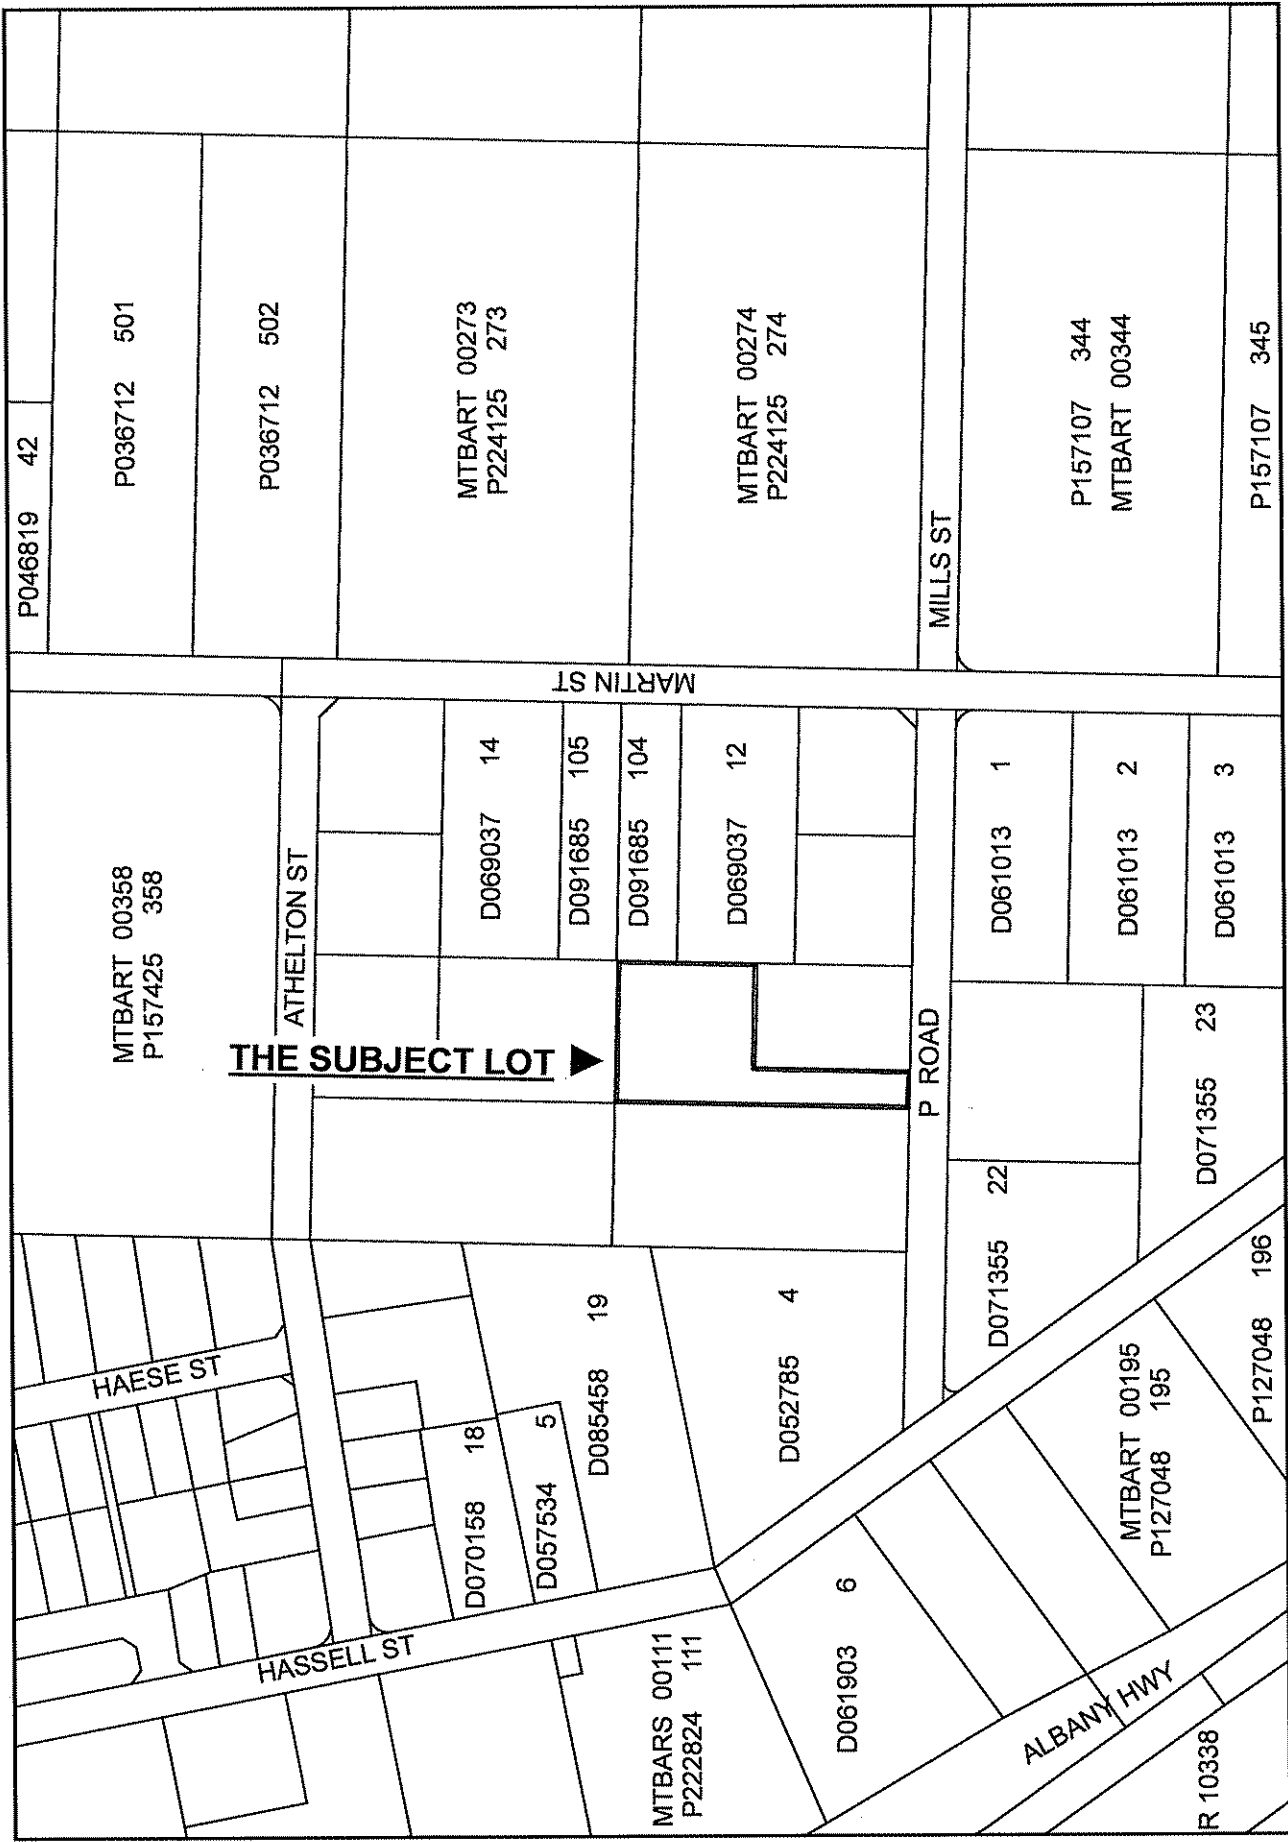 P046819 42
P036712 501
P036712 502
MTBART 00273
P224125 273
MTBART 00274
P224125 274
MILLS ST
P157107 344
MTBART 00344
P157107 345
MARTIN ST
MTBART 00358
P157425 358
ATHELTON ST
D069037 14
D091685 105
D091685 104
D069037 12
D061013 1
D061013 2
D061013 3
THE SUBJECT LOT
P ROAD
D071355 22
D071355 23
HAESE ST
D070158 18
D057534 5
D085458 19
D052785 4
MTBART 00195
P127048 195
P127048 196
HASSELL ST
MTBARS 00111
P222824 111
D061903 6
ALBANY HWY
R 10338